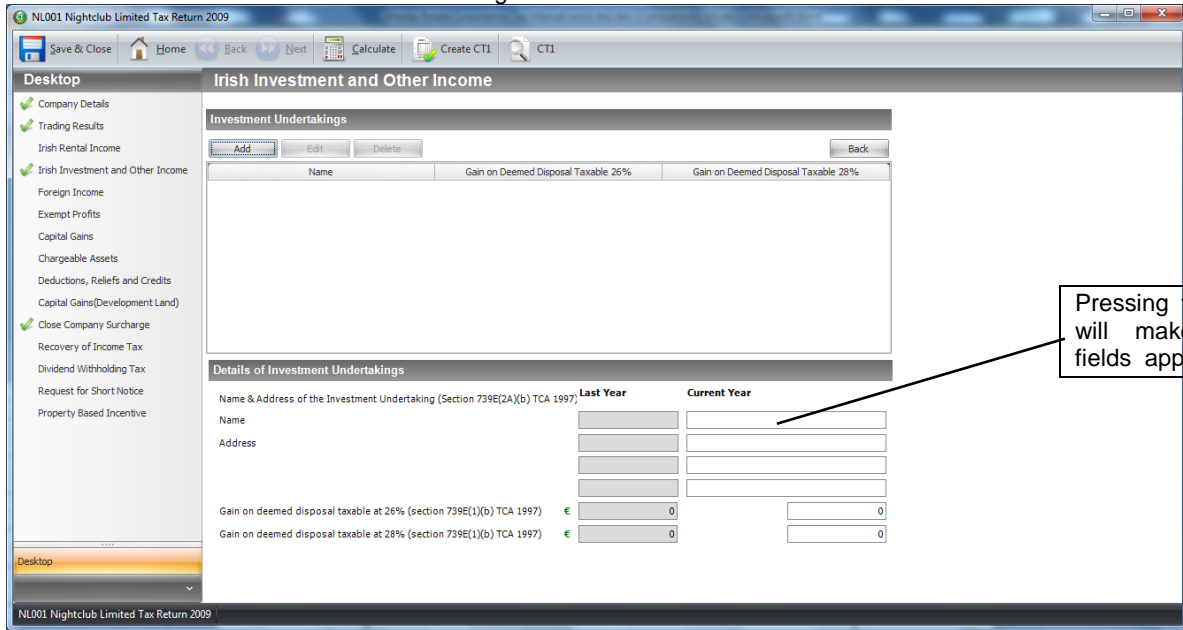 NL001 Nightclub Limited Tax Return 2009
Save & Close Home Back Next Calculate Create CT1 CT1
Desktop
Irish Investment and Other Income
Company Details
Trading Results
Irish Rental Income
Irish Investment and Other Income
Foreign Income
Exempt Profits
Capital Gains
Chargeable Assets
Deductions, Reliefs and Credits
Capital Gains(Development Land)
Close Company Surcharge
Recovery of Income Tax
Dividend Withholding Tax
Request for Short Notice
Property Based Incentive
Desktop
Investment Undertakings
Add Edit Delete Back
Name Gain on Deemed Disposal Taxable 26% Gain on Deemed Disposal Taxable 28%
Details of Investment Undertakings
Name & Address of the Investment Undertaking (Section 739E(2A)(b) TCA 1997) Last Year Current Year
Name
Address
Gain on deemed disposal taxable at 26% (section 739E(1)(b) TCA 1997) € 0 0
Gain on deemed disposal taxable at 28% (section 739E(1)(b) TCA 1997) € 0 0
Pressing
will mak
fields app
NL001 Nightclub Limited Tax Return 2009